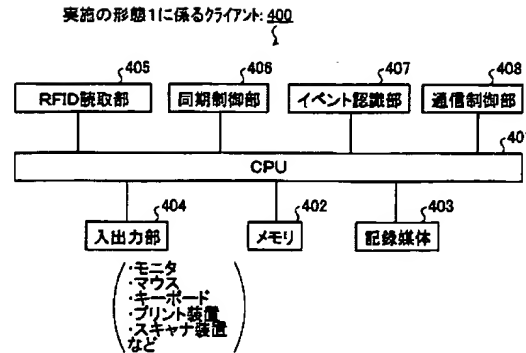 実施の形態1に係るクライアント: 400
405 406 407 408
RFID読取部 同期制御部 イベント認識部 通信制御部
401
CPU
404 402 403
入出力部 メモリ 記録媒体
・モニタ
・マウス
・キーボード
・プリント装置
・スキャナ装置
など